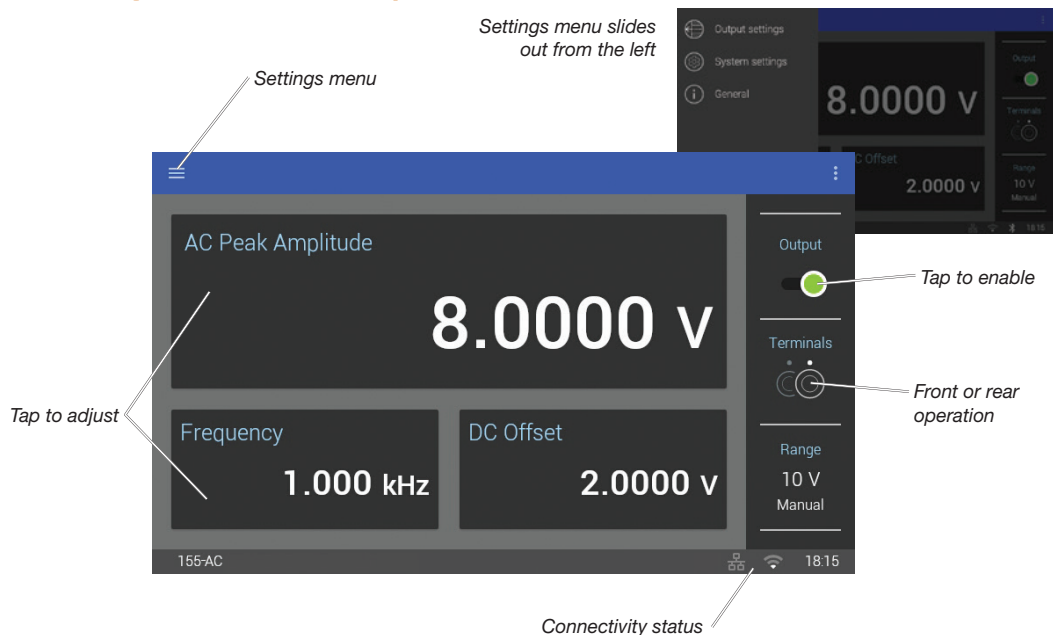 Settings menu slides
out from the left
Output settings
System settings
General
8.0000 V
Output
Terminals
DC Offset
2.0000 V
Range
10 V
Manual
18:15
Settings menu
AC Peak Amplitude
8.0000 V
Frequency
1.000 kHz
DC Offset
2.0000 V
Output
Terminals
Range
10 V
Manual
155-AC
18:15
Tap to enable
Front or rear
operation
Tap to adjust
Connectivity status